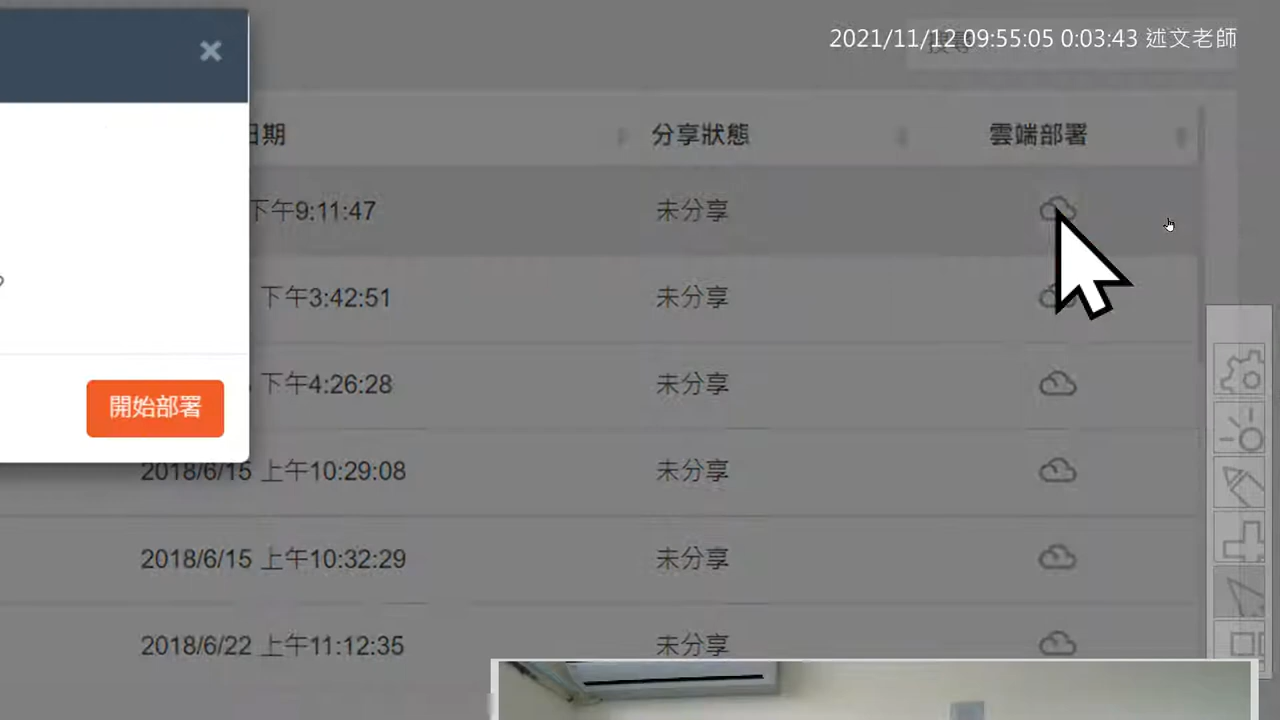 2021/11/12 09:55:05 0:03:43 述文老師
日期 分享狀態 雲端部署
下午9:11:47 未分享
下午3:42:51 未分享
開始部署 下午4:26:28 未分享
2018/6/15 上午10:29:08 未分享
2018/6/15 上午10:32:29 未分享
2018/6/22 上午11:12:35 未分享